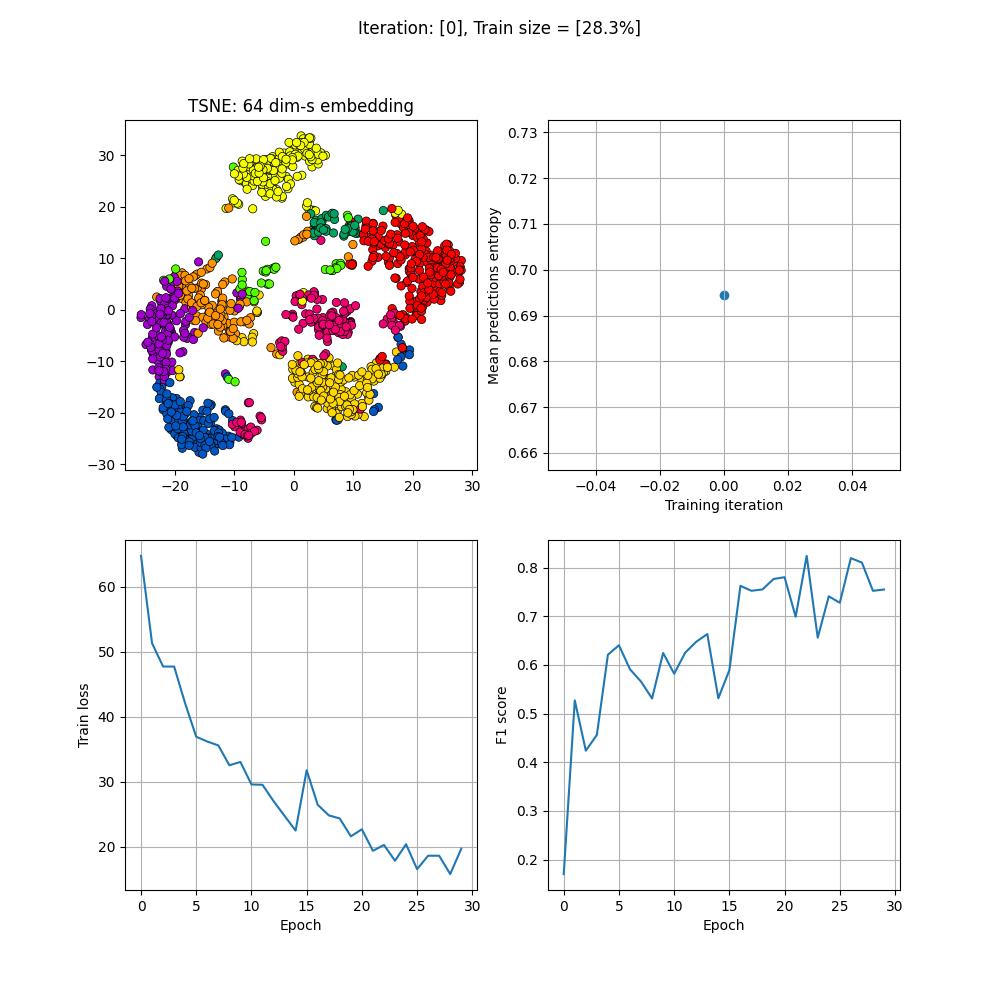 Iteration: [0], Train size = [28.3%]
TSNE: 64 dim-s embedding
30
20
10
0
−10
−20
−30
−20 −10 0 10 20 30
Mean predictions entropy
0.73
0.72
0.71
0.70
0.69
0.68
0.67
0.66
−0.04 −0.02 0.00 0.02 0.04
Training iteration
Train loss
60
50
40
30
20
0 5 10 15 20 25 30
Epoch
F1 score
0.8
0.7
0.6
0.5
0.4
0.3
0.2
0 5 10 15 20 25 30
Epoch